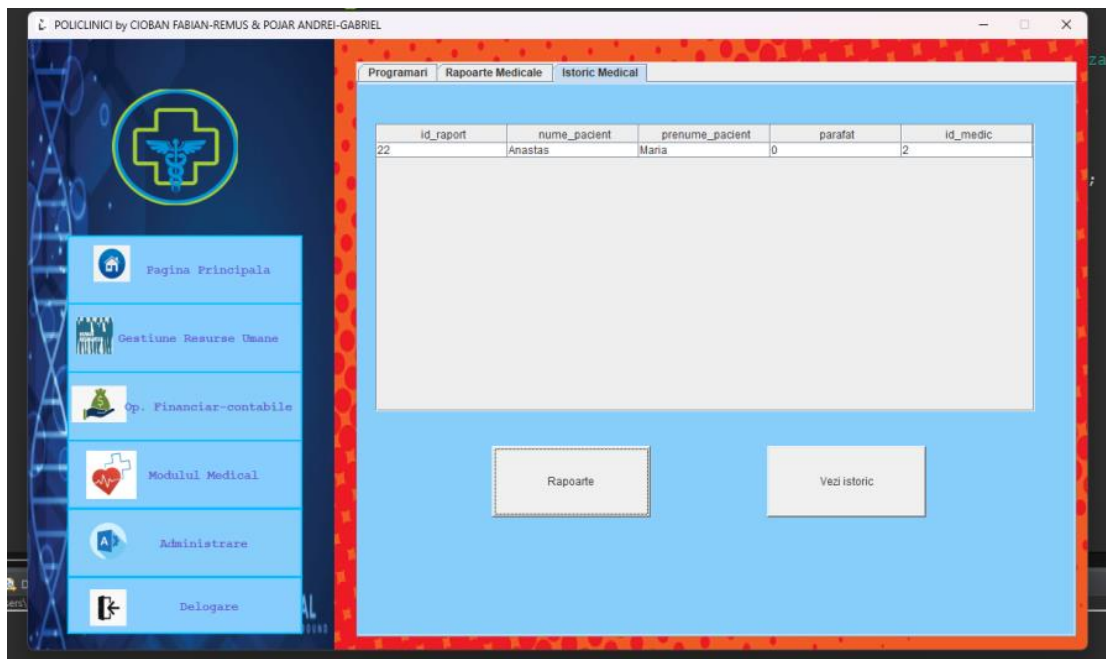 POLICLINICI by CIOBAN FABIAN-REMUS & POJAR ANDREI-GABRIEL
Programari Rapoarte Medicale Istoric Medical
id_raport nume_pacient prenume_pacient parafat id_medic
22 Anastas Maria 0 2
Pagina Principala
Gestiune Resurse Umane
Op. Financiar-contabile
Modulul Medical
Administrare
Delogare
Rapoarte Vezi istoric